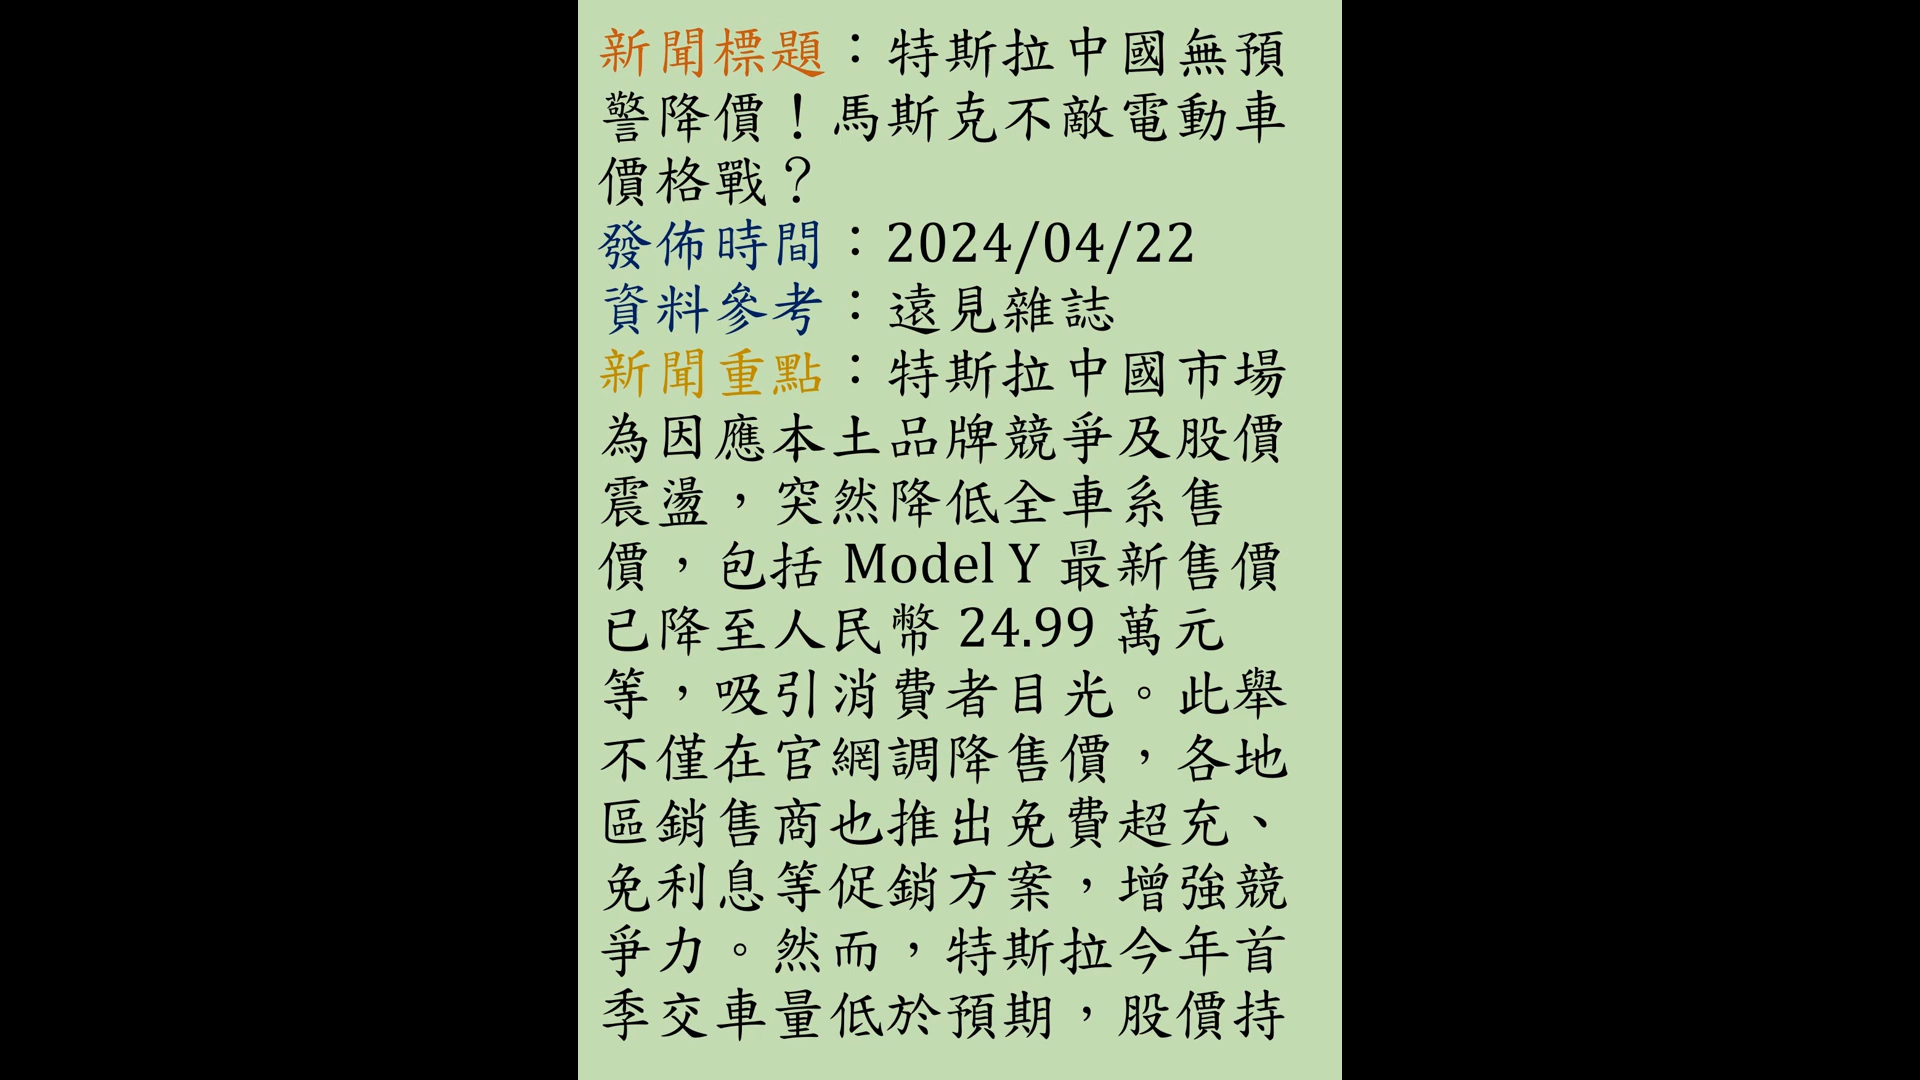 新聞標題：特斯拉中國無預
警降價！馬斯克不敵電動車
價格戰？
發佈時間：2024/04/22
資料參考：遠見雜誌
新聞重點：特斯拉中國市場
為因應本土品牌競爭及股價
震盪，突然降低全車系售
價，包括 Model Y 最新售價
已降至人民幣 24.99 萬元
等，吸引消費者目光。此舉
不僅在官網調降售價，各地
區銷售商也推出免費超充、
免利息等促銷方案，增強競
爭力。然而，特斯拉今年首
季交車量低於預期，股價持